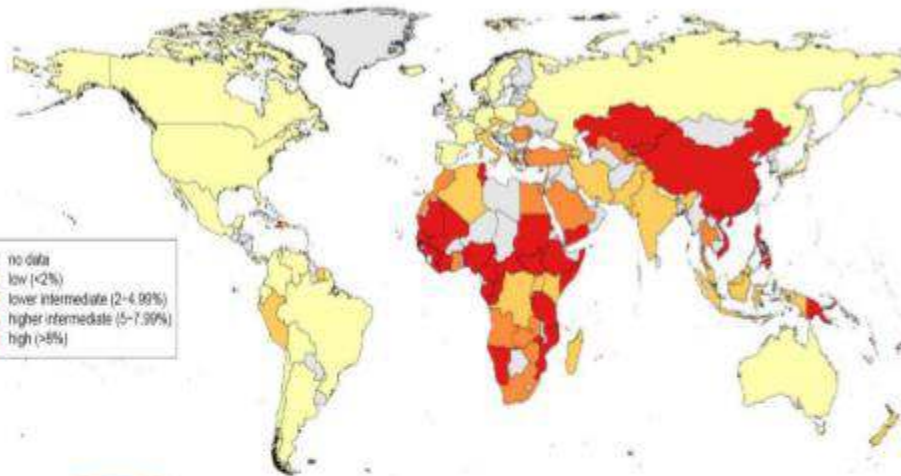 no data
low (<2%)
lower intermediate (2-4.99%)
higher intermediate (5-7.99%)
high (>8%)